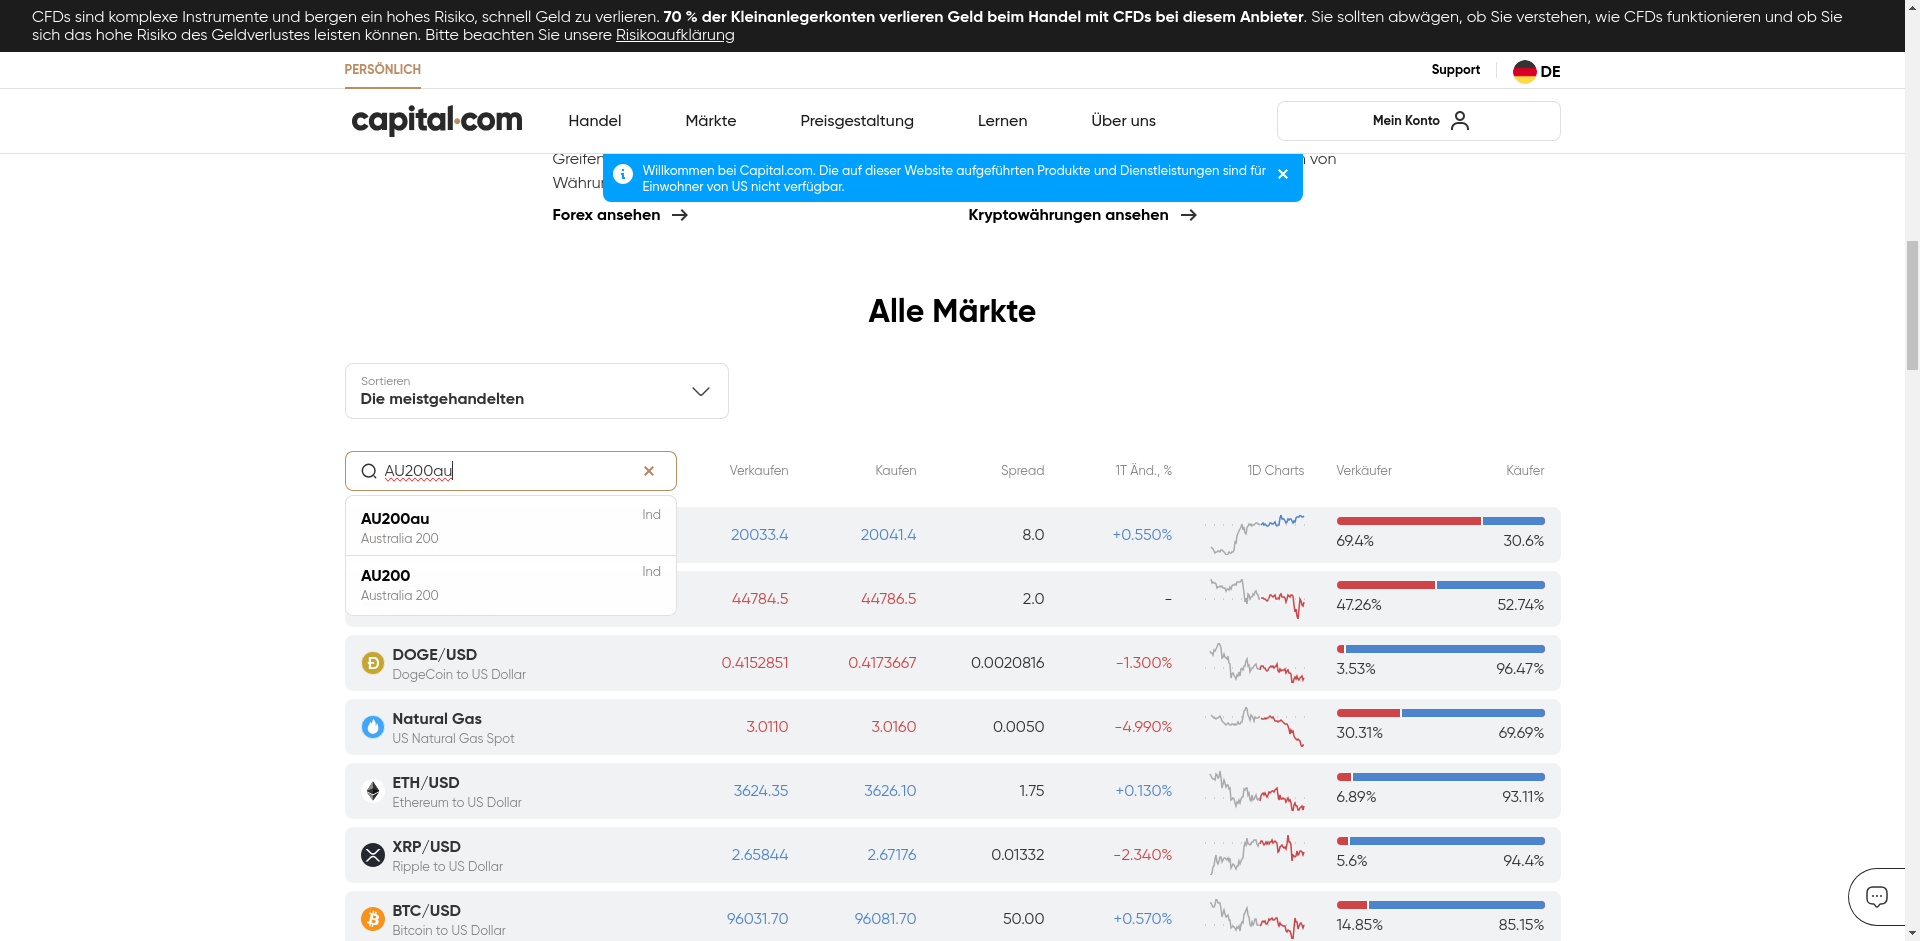 CFDs sind komplexe Instrumente und bergen ein hohes Risiko, schnell Geld zu verlieren. 70 % der Kleinanlegerkonten verlieren Geld beim Handel mit CFDs bei diesem Anbieter. Sie sollten abwägen, ob Sie verstehen, wie CFDs funktionieren und ob Sie
sich das hohe Risiko des Geldverlustes leisten können. Bitte beachten Sie unsere Risikoaufklärung
PERSÖNLICH
Support
DE
capital.com
Handel
Märkte
Preisgestaltung
Lernen
Über uns
Mein Konto
Willkommen bei Capital.com. Die auf dieser Website aufgeführten Produkte und Dienstleistungen sind für
Einwohner von US nicht verfügbar.
von
Forex ansehen
Kryptowährungen ansehen
Alle Märkte
Sortieren
Die meistgehandelten
AU200au
Verkaufen Kaufen Spread 1T Änd., % 1D Charts Verkäufer Käufer
AU200au Ind
Australia 200
AU200 Ind
Australia 200
20033.4 20041.4 8.0 +0.550% 69.4% 30.6%
44784.5 44786.5 2.0 - 47.26% 52.74%
DOGE/USD
DogeCoin to US Dollar
0.4152851 0.4173667 0.0020816 -1.300% 3.53% 96.47%
Natural Gas
US Natural Gas Spot
3.0110 3.0160 0.0050 -4.990% 30.31% 69.69%
ETH/USD
Ethereum to US Dollar
3624.35 3626.10 1.75 +0.130% 6.89% 93.11%
XRP/USD
Ripple to US Dollar
2.65844 2.67176 0.01332 -2.340% 5.6% 94.4%
BTC/USD
Bitcoin to US Dollar
96031.70 96081.70 50.00 +0.570% 14.85% 85.15%